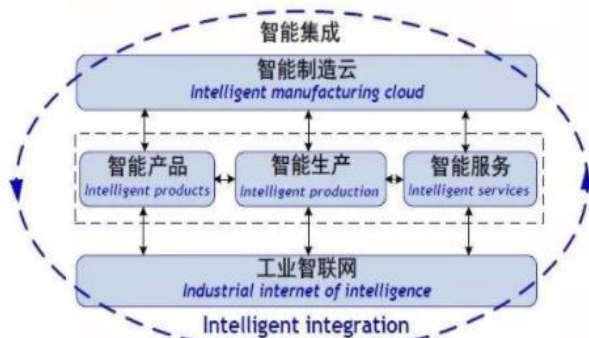 智能集成
智能制造云
Intelligent manufacturing cloud
智能产品
Intelligent products
智能生产
Intelligent production
智能服务
Intelligent services
工业智联网
Industrial internet of intelligence
Intelligent integration